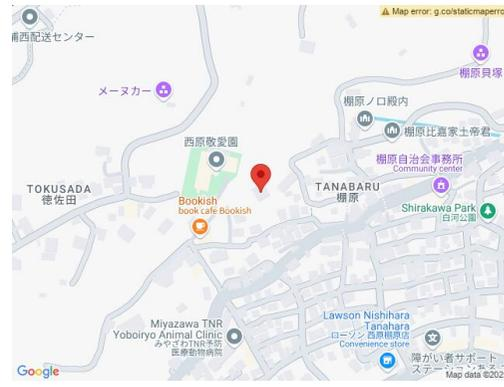 Map error: g.co/staticmaperro
浦西配送センター
棚原貝塚
メーヌカー
棚原ノロ殿内
棚原比嘉家土帝君
西原敬愛園
棚原自治会事務所
Community center
TOKUSADA
徳佐田
TANABARU
棚原
Bookish
book cafe Bookish
Shirakawa Park
白河公園
Miyazawa TNR
Yoboiryo Animal Clinic
みやざわTNR予防
医療動物病院
Lawson Nishihara
Tanahara
ローソン 西原棚原店
Convenience store
障がい者サポート
ステーションあ
Google
Map data ©202